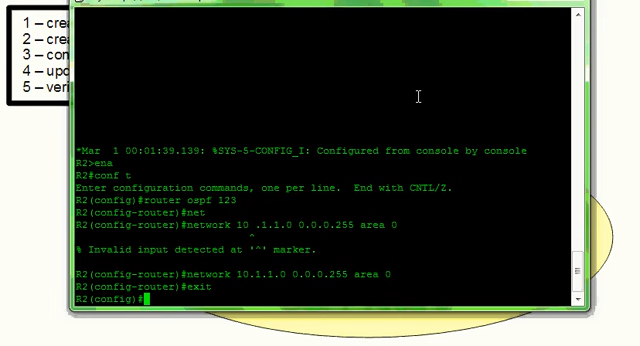 1 – crea
2 – crea
3 – con
4 – upd
5 – veri
*Mar  1 00:01:39.139: %SYS-5-CONFIG_I: Configured from console by console
R2>ena
R2#conf t
Enter configuration commands, one per line.  End with CNTL/Z.
R2(config)#router ospf 123
R2(config-router)#net
R2(config-router)#network 10 .1.1.0 0.0.0.255 area 0
^
% Invalid input detected at '^' marker.
R2(config-router)#network 10.1.1.0 0.0.0.255 area 0
R2(config-router)#exit
R2(config)#